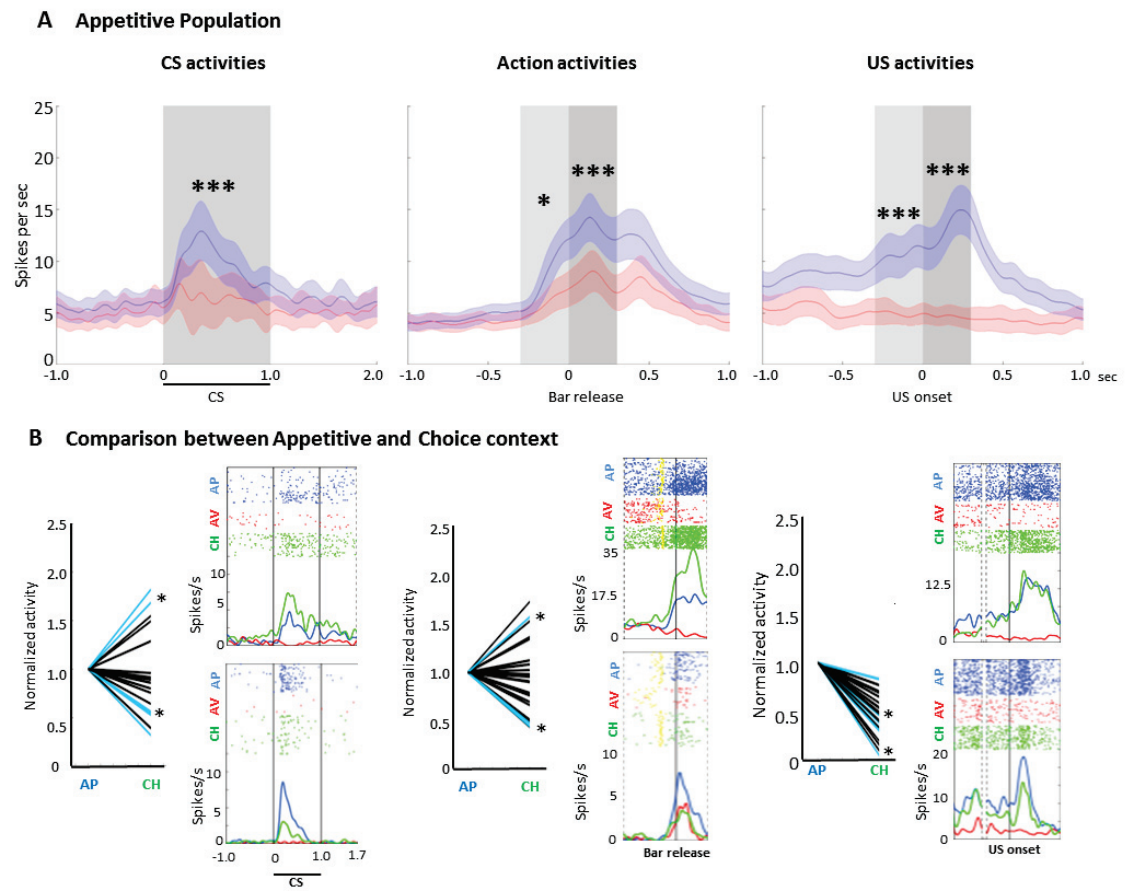 A Appetitive Population
CS activities
Action activities
US activities
Spikes per sec
25
20
15
10
5
0
***
*
***
***
***
-1.0 0 1.0 2.0
CS
-1.0 -0.5 0 0.5 1.0
Bar release
-1.0 -0.5 0 0.5 1.0 sec
US onset
B Comparison between Appetitive and Choice context
Normalized activity
2.5
2.0
1.5
1.0
0.5
0
*
*
AP CH
AP
AV
CH
Spikes/s
10
5
0
AP
AV
CH
Spikes/s
10
5
0
-1.0 0 1.0 1.7
CS
Normalized activity
2.5
2.0
1.5
1.0
0.5
0
*
*
AP CH
AP
AV
CH
Spikes/s
35
17.5
0
AP
AV
CH
Spikes/s
10
5
0
Bar release
Normalized activity
2.5
2.0
1.5
1.0
0.5
0
*
*
AP CH
AP
AV
CH
Spikes/s
12.5
0
AP
AV
CH
Spikes/s
20
10
0
US onset